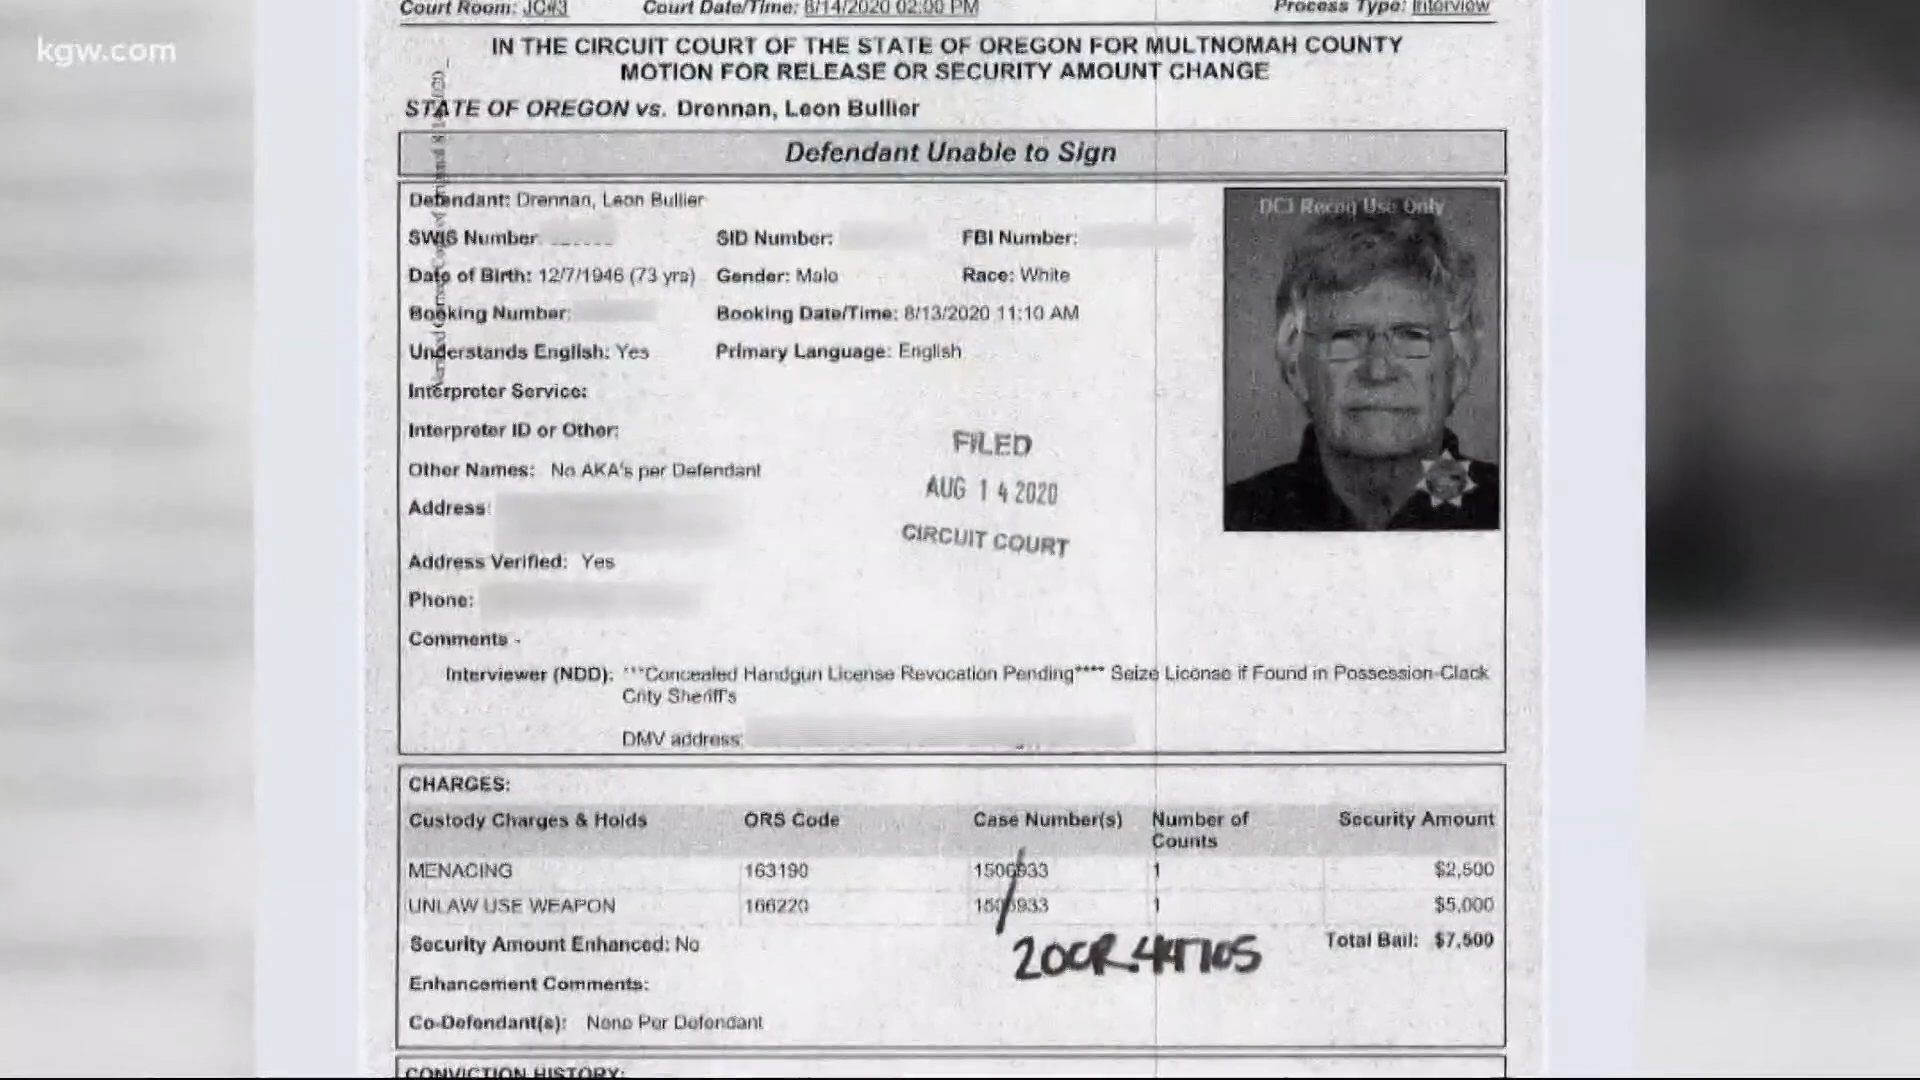 kgw.com
Court Room: JC#3 Court Date/Time: 8/14/2020 02:00 PM Process Type: Interview
IN THE CIRCUIT COURT OF THE STATE OF OREGON FOR MULTNOMAH COUNTY
MOTION FOR RELEASE OR SECURITY AMOUNT CHANGE
STATE OF OREGON vs. Drennan, Leon Bullier
Defendant Unable to Sign
Defendant: Drennan, Leon Bullier
DCJ Recog Use Only
SWIS Number SID Number: FBI Number:
Date of Birth: 12/7/1946 (73 yrs) Gender: Male Race: White
Booking Number: Booking Date/Time: 8/13/2020 11:10 AM
Understands English: Yes Primary Language: English
Interpreter Service:
Interpreter ID or Other:
FILED
Other Names: No AKA's per Defendant
AUG 14 2020
Address:
CIRCUIT COURT
Address Verified: Yes
Phone:
Comments -
Interviewer (NDD): ***Concealed Handgun License Revocation Pending**** Seize License if Found in Possession-Clack
Cnty Sheriff's
DMV address:
CHARGES:
Custody Charges & Holds ORS Code Case Number(s) Number of Counts Security Amount
MENACING 163190 1506933 1 $2,500
UNLAW USE WEAPON 166220 1506933 1 $5,000
Security Amount Enhanced: No Total Bail: $7,500
20CR
Enhancement Comments:
Co-Defendant(s): None Per Defendant
CONVICTION HISTORY: